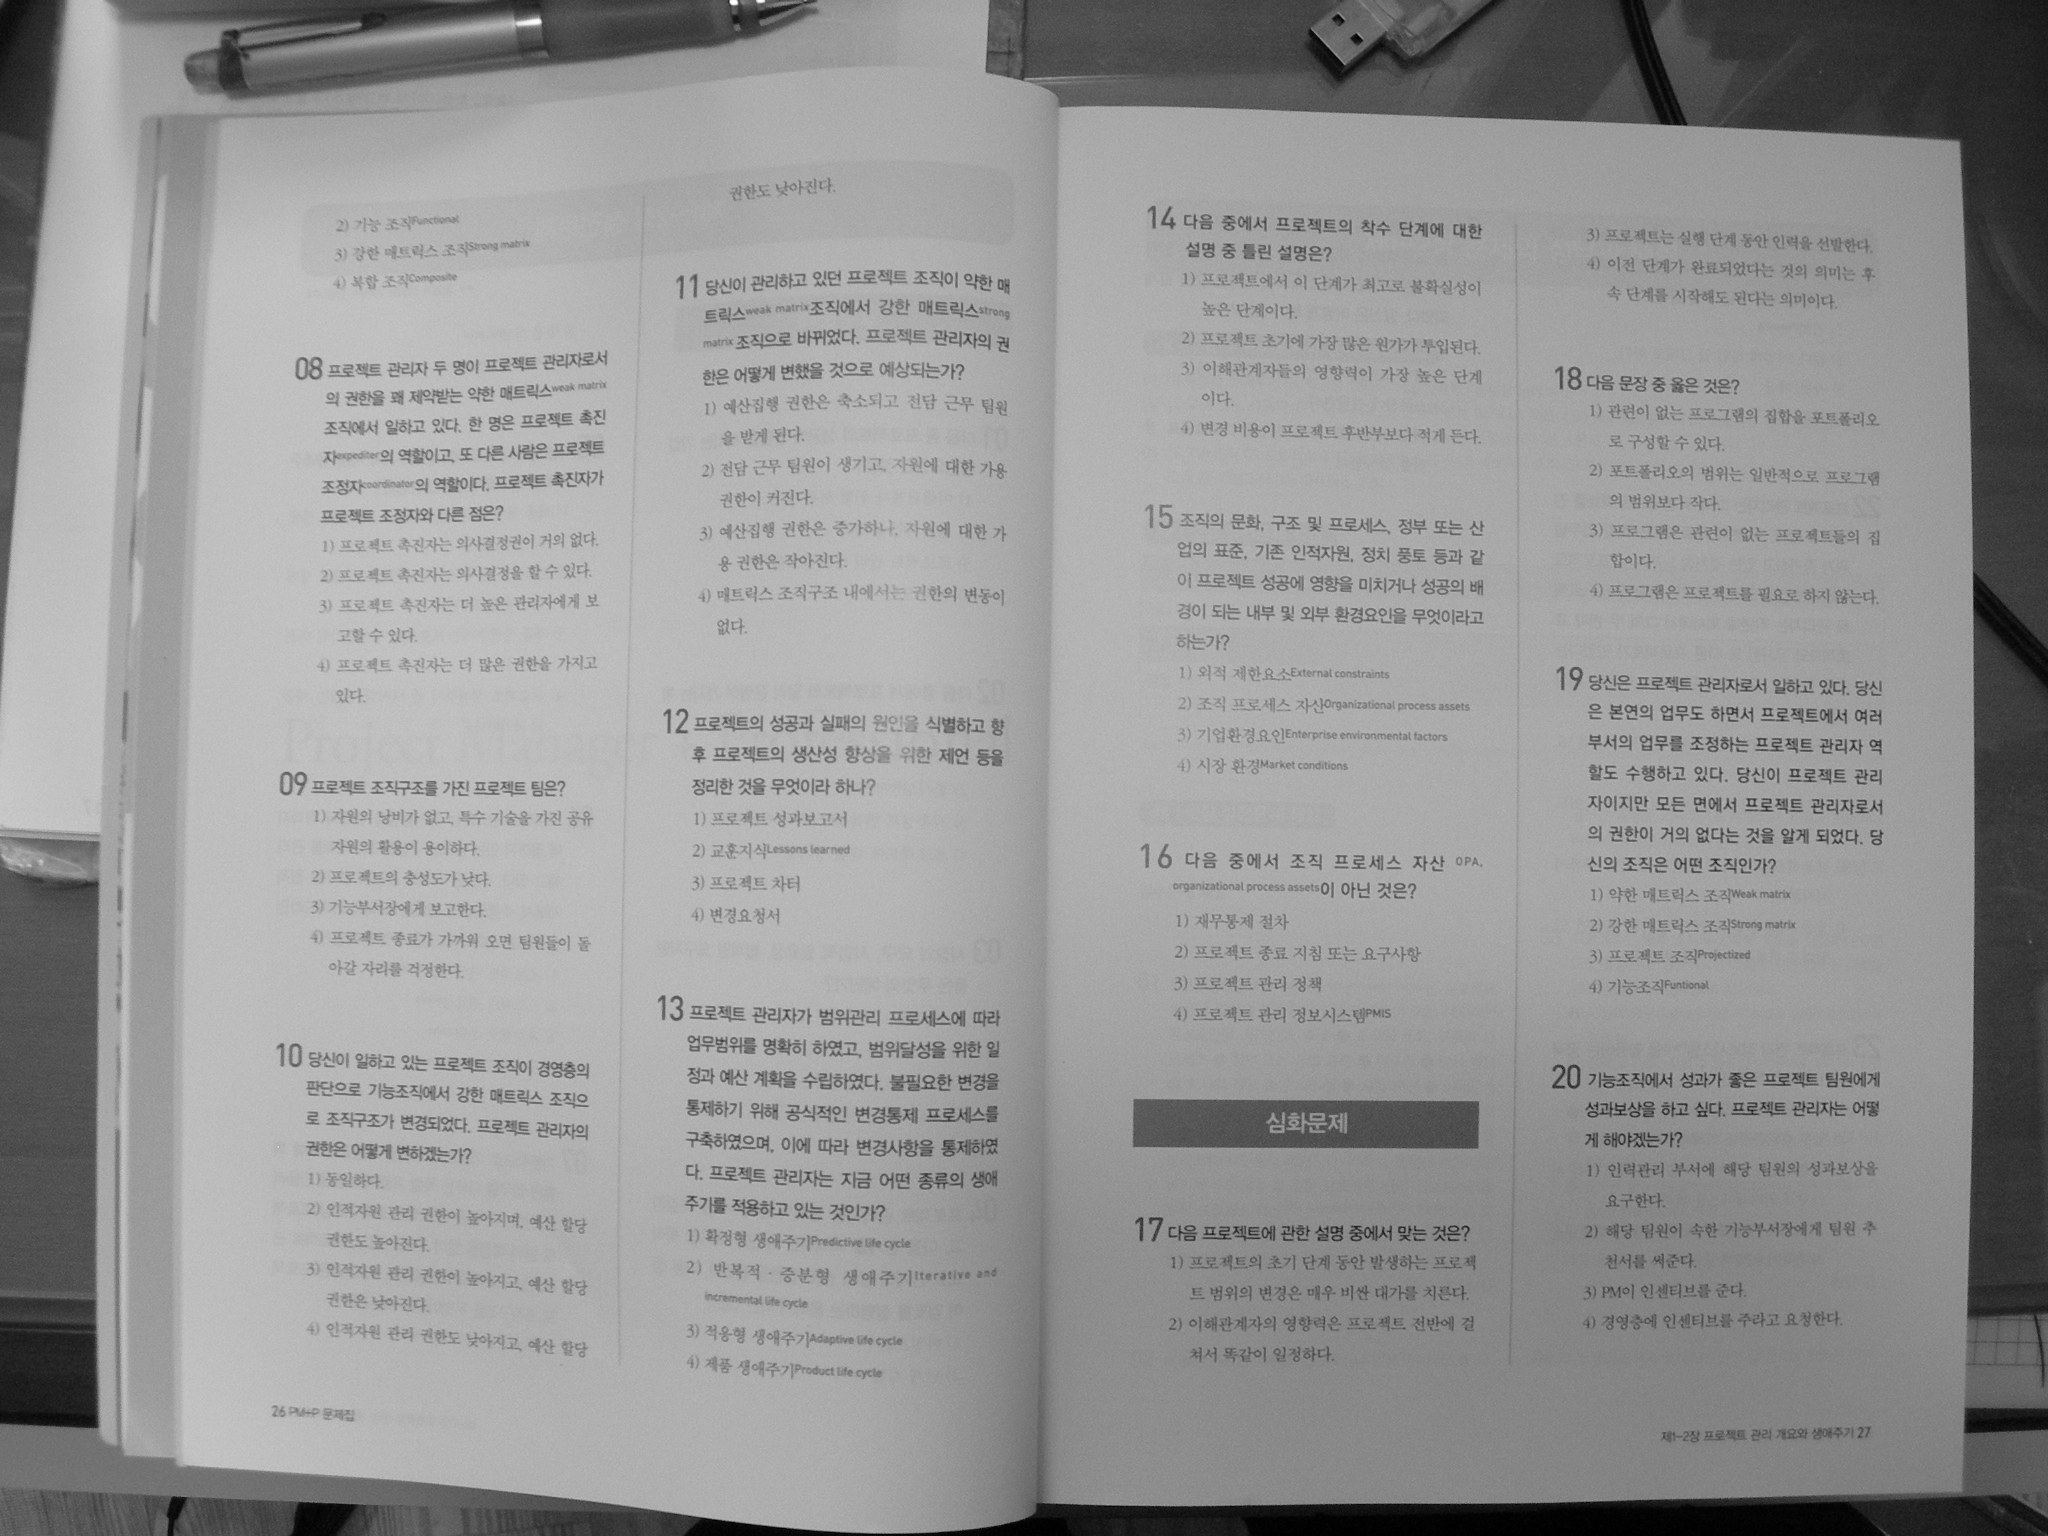 2) 기능 조직Functional
3) 강한 매트릭스 조직Strong matrix
4) 복합 조직Composite
08 프로젝트 관리자 두 명이 프로젝트 관리자로서
의 권한을 꽤 제약받는 약한 매트릭스weak matrix
조직에서 일하고 있다. 한 명은 프로젝트 촉진
자expediter의 역할이고, 또 다른 사람은 프로젝트
조정자coordinator의 역할이다. 프로젝트 촉진자가
프로젝트 조정자와 다른 점은?
1) 프로젝트 촉진자는 의사결정권이 거의 없다.
2) 프로젝트 촉진자는 의사결정을 할 수 있다.
3) 프로젝트 촉진자는 더 높은 관리자에게 보
고할 수 있다.
4) 프로젝트 촉진자는 더 많은 권한을 가지고
있다.
09 프로젝트 조직구조를 가진 프로젝트 팀은?
1) 자원의 낭비가 없고, 특수 기술을 가진 공유
자원의 활용이 용이하다.
2) 프로젝트의 충성도가 낮다.
3) 기능부서장에게 보고한다.
4) 프로젝트 종료가 가까워 오면 팀원들이 돌
아갈 자리를 걱정한다.
10 당신이 일하고 있는 프로젝트 조직이 경영층의
판단으로 기능조직에서 강한 매트릭스 조직으
로 조직구조가 변경되었다. 프로젝트 관리자의
권한은 어떻게 변하겠는가?
1) 동일하다.
2) 인적자원 관리 권한이 높아지며, 예산 할당
권한도 높아진다.
3) 인적자원 관리 권한이 높아지고, 예산 할당
권한은 낮아진다.
4) 인적자원 관리 권한도 낮아지고, 예산 할당
26 PM+P 문제집
권한도 낮아진다.
11 당신이 관리하고 있던 프로젝트 조직이 약한 매
트릭스weak matrix조직에서 강한 매트릭스strong
matrix 조직으로 바뀌었다. 프로젝트 관리자의 권
한은 어떻게 변했을 것으로 예상되는가?
1) 예산집행 권한은 축소되고 전담 근무 팀원
을 받게 된다.
2) 전담 근무 팀원이 생기고, 자원에 대한 가용
권한이 커진다.
3) 예산집행 권한은 증가하나, 자원에 대한 가
용 권한은 작아진다.
4) 매트릭스 조직구조 내에서는 권한의 변동이
없다.
12 프로젝트의 성공과 실패의 원인을 식별하고 향
후 프로젝트의 생산성 향상을 위한 제언 등을
정리한 것을 무엇이라 하나?
1) 프로젝트 성과보고서
2) 교훈지식Lessons learned
3) 프로젝트 차터
4) 변경요청서
13 프로젝트 관리자가 범위관리 프로세스에 따라
업무범위를 명확히 하였고, 범위달성을 위한 일
정과 예산 계획을 수립하였다. 불필요한 변경을
통제하기 위해 공식적인 변경통제 프로세스를
구축하였으며, 이에 따라 변경사항을 통제하였
다. 프로젝트 관리자는 지금 어떤 종류의 생애
주기를 적용하고 있는 것인가?
1) 확정형 생애주기Predictive life cycle
2) 반복적 · 중분형 생애주기Iterative and
incremental life cycle
3) 적응형 생애주기Adaptive life cycle
4) 제품 생애주기Product life cycle
14 다음 중에서 프로젝트의 착수 단계에 대한
설명 중 틀린 설명은?
1) 프로젝트에서 이 단계가 최고로 불확실성이
높은 단계이다.
2) 프로젝트 초기에 가장 많은 원가가 투입된다.
3) 이해관계자들의 영향력이 가장 높은 단계
이다.
4) 변경 비용이 프로젝트 후반부보다 적게 든다.
15 조직의 문화, 구조 및 프로세스, 정부 또는 산
업의 표준, 기존 인적자원, 정치 풍토 등과 같
이 프로젝트 성공에 영향을 미치거나 성공의 배
경이 되는 내부 및 외부 환경요인을 무엇이라고
하는가?
1) 외적 제한요소External constraints
2) 조직 프로세스 자산Organizational process assets
3) 기업환경요인Enterprise environmental factors
4) 시장 환경Market conditions
16 다음 중에서 조직 프로세스 자산 OPA,
organizational process assets이 아닌 것은?
1) 재무통제 절차
2) 프로젝트 종료 지침 또는 요구사항
3) 프로젝트 관리 정책
4) 프로젝트 관리 정보시스템PMIS
심화문제
17 다음 프로젝트에 관한 설명 중에서 맞는 것은?
1) 프로젝트의 초기 단계 동안 발생하는 프로젝
트 범위의 변경은 매우 비싼 대가를 치른다.
2) 이해관계자의 영향력은 프로젝트 전반에 걸
쳐서 똑같이 일정하다.
3) 프로젝트는 실행 단계 동안 인력을 선발한다.
4) 이전 단계가 완료되었다는 것의 의미는 후
속 단계를 시작해도 된다는 의미이다.
18 다음 문장 중 옳은 것은?
1) 관련이 없는 프로그램의 집합을 포트폴리오
로 구성할 수 있다.
2) 포트폴리오의 범위는 일반적으로 프로그램
의 범위보다 작다.
3) 프로그램은 관련이 없는 프로젝트들의 집
합이다.
4) 프로그램은 프로젝트를 필요로 하지 않는다.
19 당신은 프로젝트 관리자로서 일하고 있다. 당신
은 본연의 업무도 하면서 프로젝트에서 여러
부서의 업무를 조정하는 프로젝트 관리자 역
할도 수행하고 있다. 당신이 프로젝트 관리
자이지만 모든 면에서 프로젝트 관리자로서
의 권한이 거의 없다는 것을 알게 되었다. 당
신의 조직은 어떤 조직인가?
1) 약한 매트릭스 조직Weak matrix
2) 강한 매트릭스 조직Strong matrix
3) 프로젝트 조직Projectized
4) 기능조직Funtional
20 기능조직에서 성과가 좋은 프로젝트 팀원에게
성과보상을 하고 싶다. 프로젝트 관리자는 어떻
게 해야겠는가?
1) 인력관리 부서에 해당 팀원의 성과보상을
요구한다.
2) 해당 팀원이 속한 기능부서장에게 팀원 추
천서를 써준다.
3) PM이 인센티브를 준다.
4) 경영층에 인센티브를 주라고 요청한다.
제1-2장 프로젝트 관리 개요와 생애주기 27